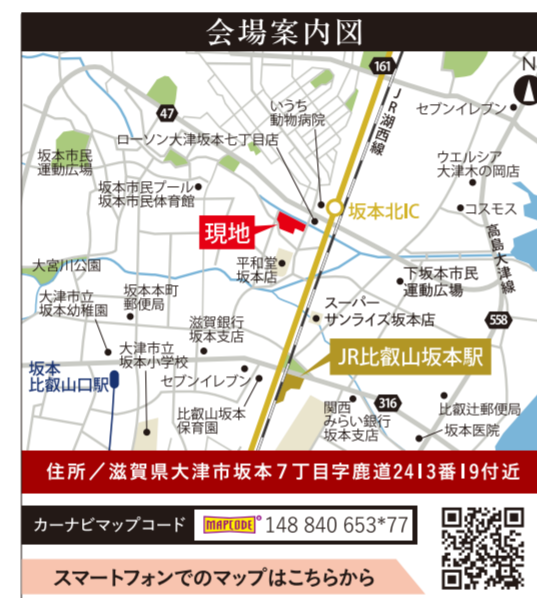 会場案内図
161
N
JR湖西線
いうち
動物病院
セブンイレブン
47
ローソン大津坂本七丁目店
坂本市民
運動広場
ウエルシア
大津木の岡店
坂本市民プール
坂本市民体育館
坂本北IC
コスモス
現地
高島大津線
平和堂
坂本店
大宮川公園
下坂本市民
運動広場
大津市立
坂本幼稚園
坂本本町
郵便局
スーパー
サンライズ坂本店
滋賀銀行
坂本支店
558
大津市立
坂本小学校
JR比叡山坂本駅
坂本
比叡山口駅
セブンイレブン
比叡山坂本
保育園
関西
みらい銀行
坂本支店
316
比叡辻郵便局
坂本医院
住所／滋賀県大津市坂本7丁目字鹿道2413番19付近
カーナビマップコード MAPCODE 148 840 653*77
スマートフォンでのマップはこちらから